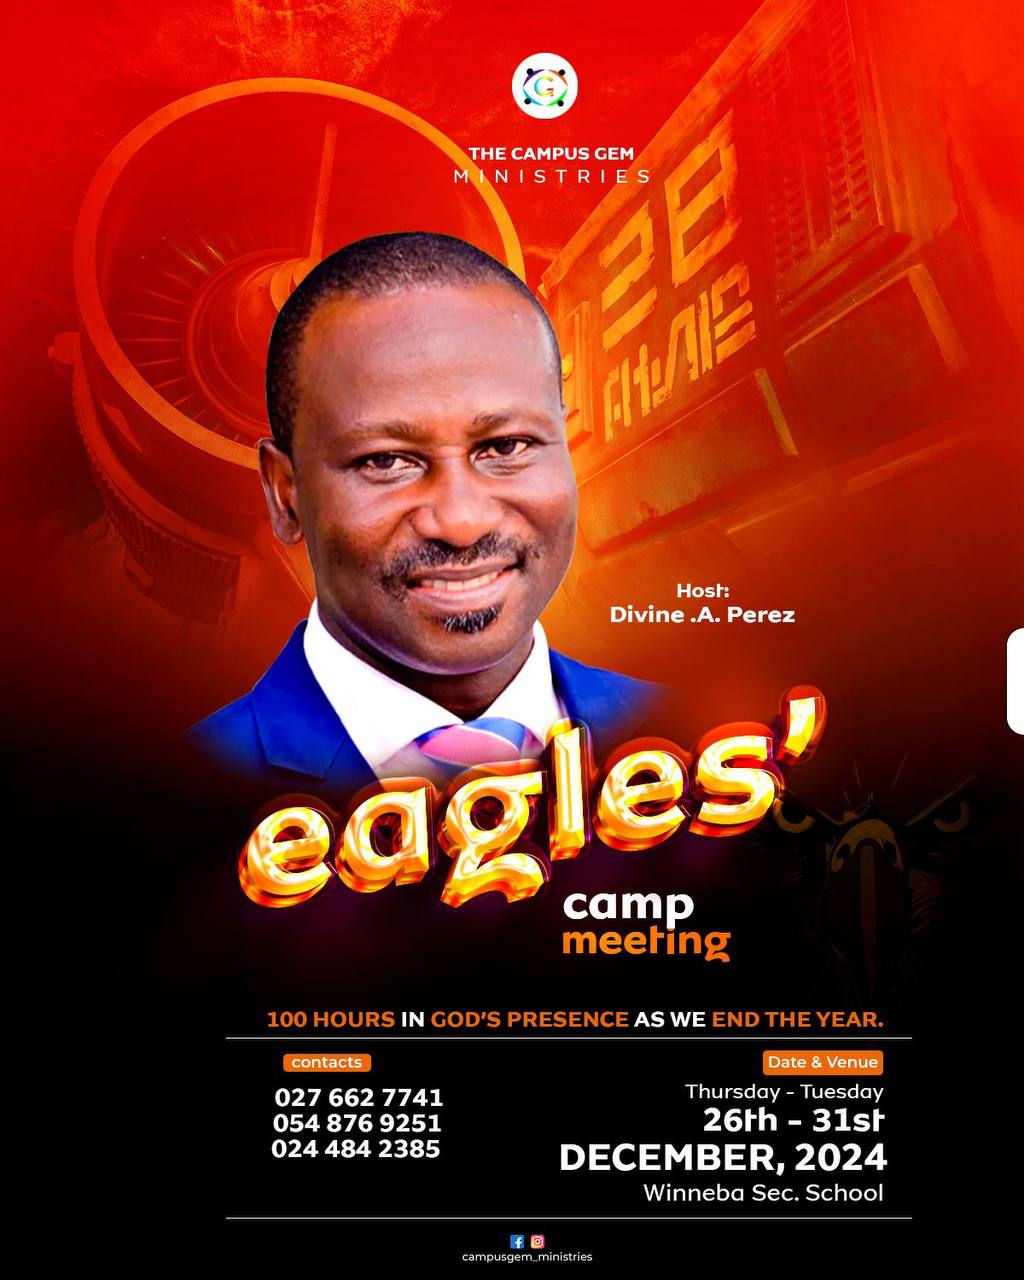 G
THE CAMPUS GEM
MINISTRIES
Host:
Divine .A. Perez
eagles'
camp
meeting
100 HOURS IN GOD'S PRESENCE AS WE END THE YEAR.
contacts
027 662 7741
054 876 9251
024 484 2385
Date & Venue
Thursday - Tuesday
26th - 31st
DECEMBER, 2024
Winneba Sec. School
campusgem_ministries